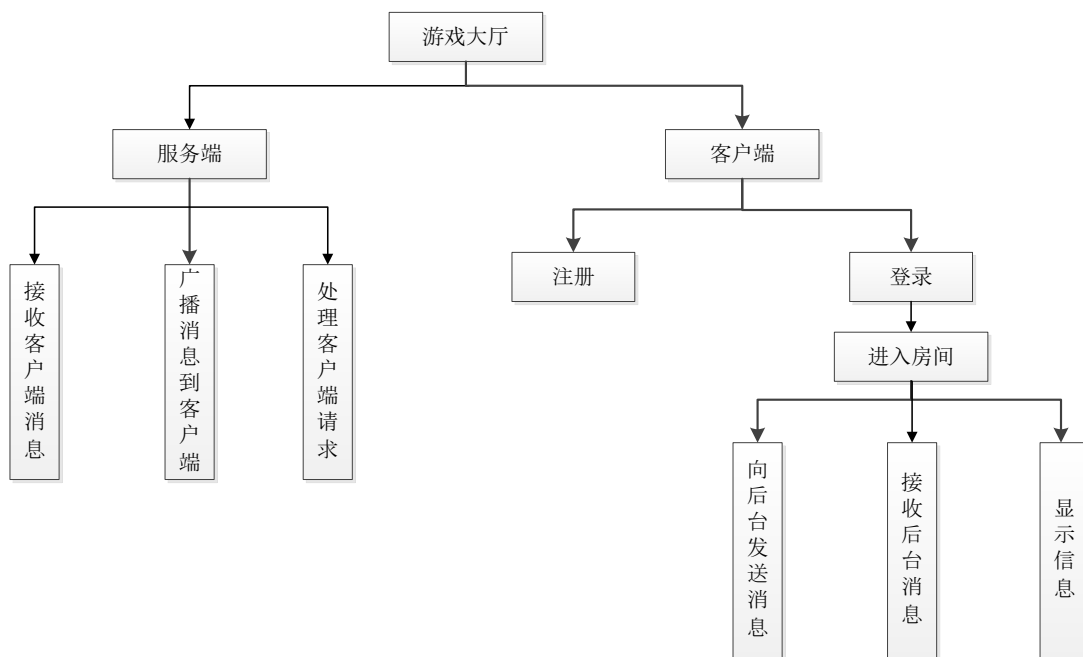 游戏大厅
服务端
客户端
接收客户端消息
广播消息到客户端
处理客户端请求
注册
登录
进入房间
向后台发送消息
接收后台消息
显示信息